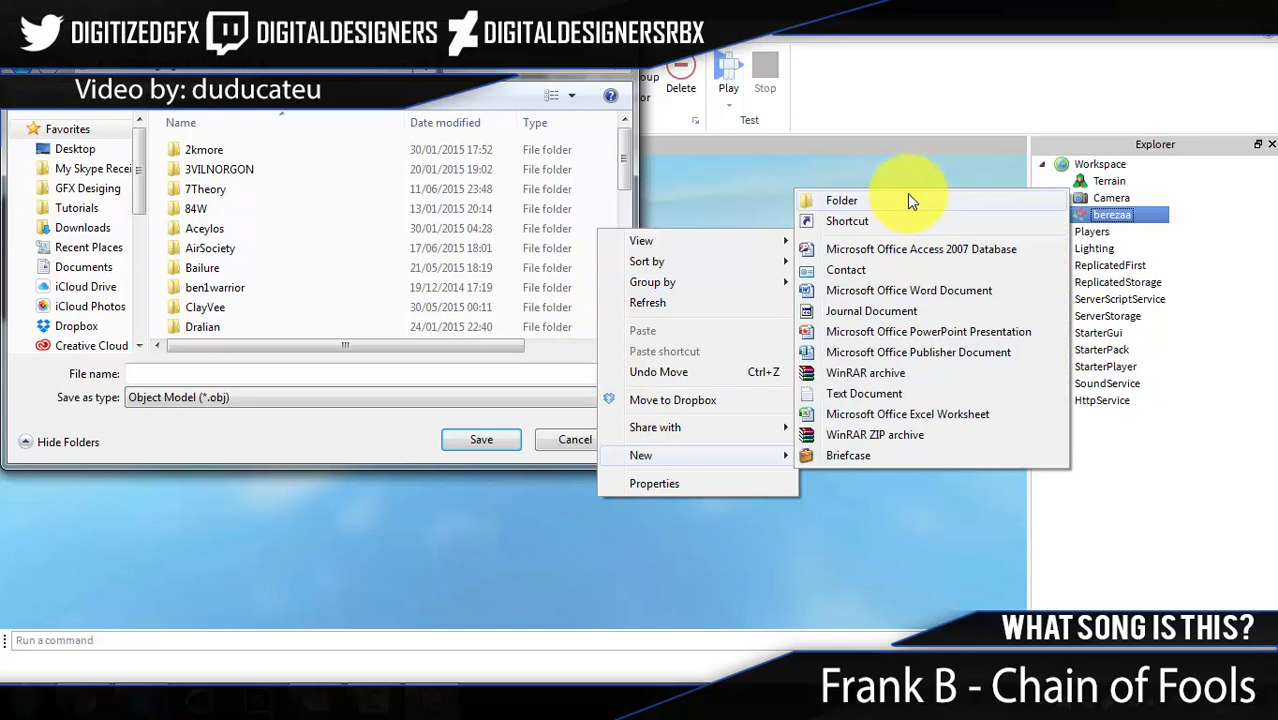 DIGITIZEDGFX DIGITALDESIGNERS DIGITALDESIGNERSRBX
Video by: duducateu
Delete
Play
Stop
Test
Name
Date modified
Type
Favorites
Desktop
My Skype Recei
GFX Desiging
Tutorials
Downloads
Recent Places
Documents
iCloud Drive
iCloud Photos
Dropbox
Creative Cloud
2kmore 30/01/2015 17:52 File folder
3VILNORGON 20/01/2015 19:02 File folder
7Theory 11/06/2015 23:48 File folder
84W 13/01/2015 20:14 File folder
Aceylos 30/01/2015 04:28 File folder
AirSociety 17/06/2015 18:01 File folder
Bailure 21/05/2015 18:19 File folder
ben1warrior 19/12/2014 17:19 File folder
ClayVee 30/05/2015 00:11 File folder
Dralian 24/01/2015 22:40 File folder
File name:
Save as type: Object Model (*.obj)
Hide Folders
Save
Cancel
View
Sort by
Group by
Refresh
Paste
Paste shortcut
Undo Move Ctrl+Z
Move to Dropbox
Share with
New
Properties
Folder
Shortcut
Microsoft Office Access 2007 Database
Contact
Microsoft Office Word Document
Journal Document
Microsoft Office PowerPoint Presentation
Microsoft Office Publisher Document
WinRAR archive
Text Document
Microsoft Office Excel Worksheet
WinRAR ZIP archive
Briefcase
Explorer
Workspace
Terrain
Camera
berezaa
Players
Lighting
ReplicatedFirst
ReplicatedStorage
ServerScriptService
ServerStorage
StarterGui
StarterPack
StarterPlayer
SoundService
HttpService
Run a command
WHAT SONG IS THIS?
Frank B - Chain of Fools